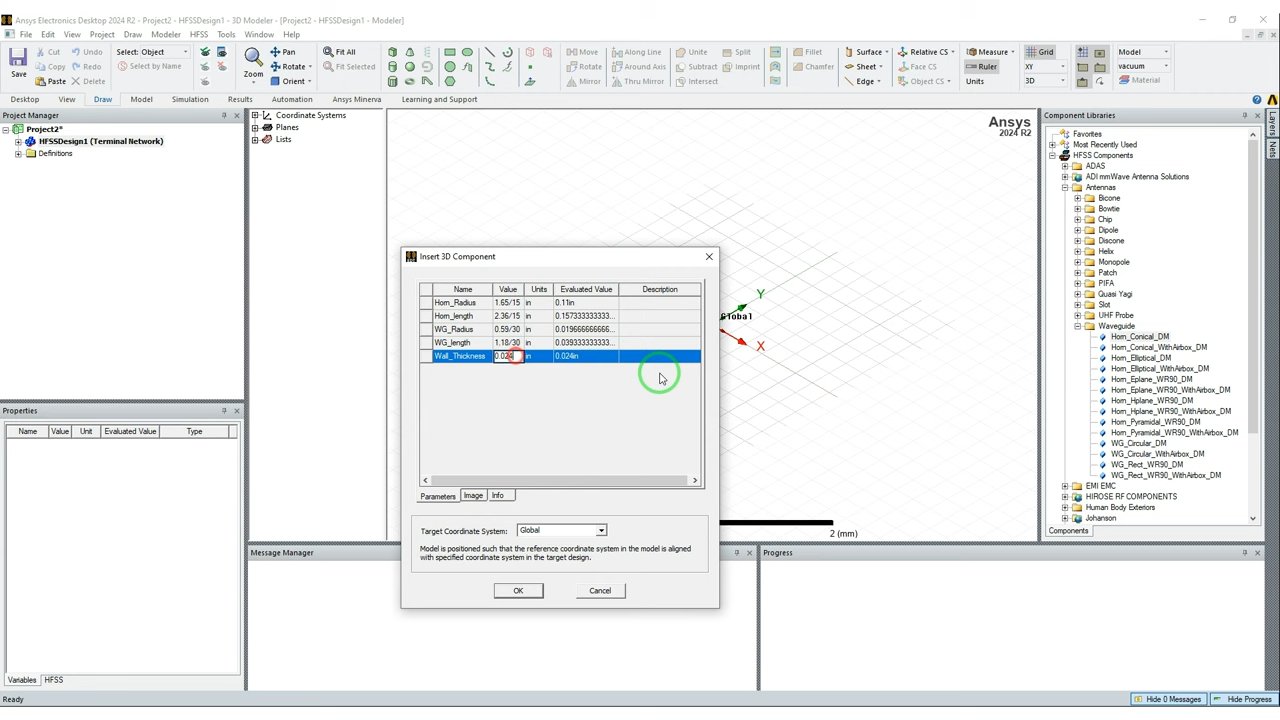 Ansys Electronics Desktop 2024 R2 - Project2 - HFSSDesign1 - 3D Modeler - [Project2 - HFSSDesign1 - Modeler]
File Edit View Project Draw Modeler HFSS Tools Window Help
Save Cut Copy Paste Undo Redo Delete Select: Object Select by Name Zoom Pan Rotate Orient Fit All Fit Selected
Move Rotate Mirror Along Line Around Axis Thru Mirror Unite Subtract Intersect Split Imprint Fillet Chamfer
Surface Sheet Edge Relative CS Face CS Object CS Measure Ruler Units Grid XY 3D Model vacuum Material
Desktop View Draw Model Simulation Results Automation Ansys Minerva Learning and Support
Project Manager
Project2*
HFSSDesign1 (Terminal Network)
Definitions
Coordinate Systems
Planes
Lists
Ansys
2024 R2
Y
Global
X
2 (mm)
Insert 3D Component
Name Value Units Evaluated Value Description
Horn_Radius 1.65/15 in 0.11in
Horn_length 2.36/15 in 0.157333333333...
WG_Radius 0.59/30 in 0.019666666666...
WG_length 1.18/30 in 0.039333333333...
Wall_Thickness 0.024 in 0.024in
Parameters Image Info
Target Coordinate System: Global
Model is positioned such that the reference coordinate system in the model is aligned
with specified coordinate system in the target design.
OK Cancel
Component Libraries
Favorites
Most Recently Used
HFSS Components
ADAS
ADI mmWave Antenna Solutions
Antennas
Bicone
Bowtie
Chip
Dipole
Discone
Helix
Monopole
Patch
PIFA
Quasi Yagi
Slot
UHF Probe
Waveguide
Horn_Conical_DM
Horn_Conical_WithAirbox_DM
Horn_Elliptical_DM
Horn_Elliptical_WithAirbox_DM
Horn_Eplane_WR90_DM
Horn_Eplane_WR90_WithAirbox_DM
Horn_Hplane_WR90_DM
Horn_Hplane_WR90_WithAirbox_DM
Horn_Pyramidal_WR90_DM
Horn_Pyramidal_WR90_WithAirbox_DM
WG_Circular_DM
WG_Circular_WithAirbox_DM
WG_Rect_WR90_DM
WG_Rect_WR90_WithAirbox_DM
EMI EMC
HIROSE RF COMPONENTS
Human Body Exteriors
Johanson
Components
Layers
Nets
Properties
Name Value Unit Evaluated Value Type
Variables HFSS
Message Manager
Progress
Ready
Hide 0 Messages Hide Progress